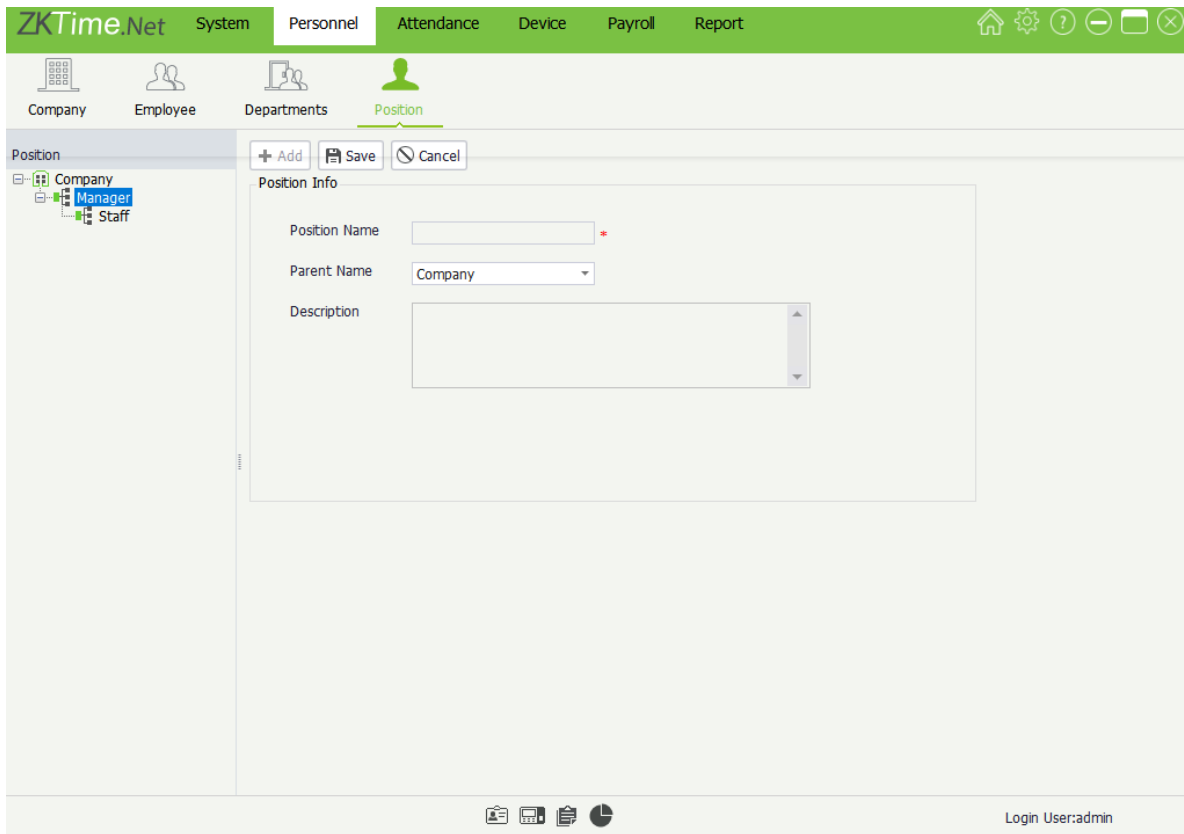 ZKTime.Net System Personnel Attendance Device Payroll Report
Company Employee Departments Position
Position
Company
Manager
Staff
Add Save Cancel
Position Info
Position Name *
Parent Name Company
Description
Login User:admin